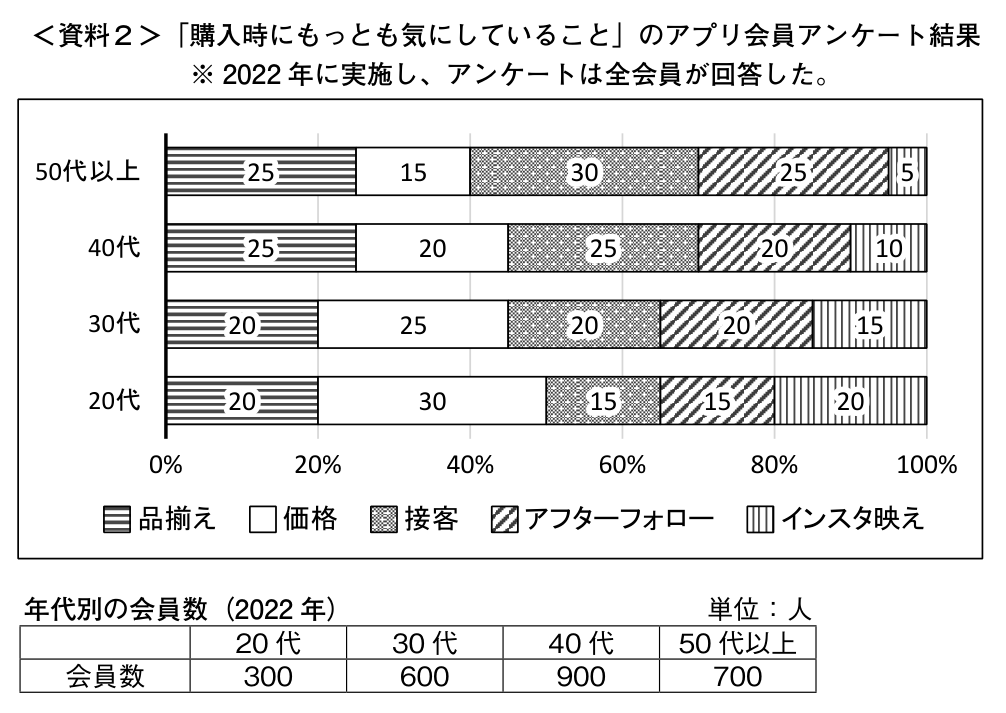 ＜資料２＞「購入時にもっとも気にしていること」のアプリ会員アンケート結果
※ 2022 年に実施し、アンケートは全会員が回答した。
50代以上 25 15 30 25 5
40代 25 20 25 20 10
30代 20 25 20 20 15
20代 20 30 15 15 20
0% 20% 40% 60% 80% 100%
品揃え 価格 接客 アフターフォロー インスタ映え
年代別の会員数（2022 年） 単位：人
20 代 30 代 40 代 50 代以上
会員数 300 600 900 700